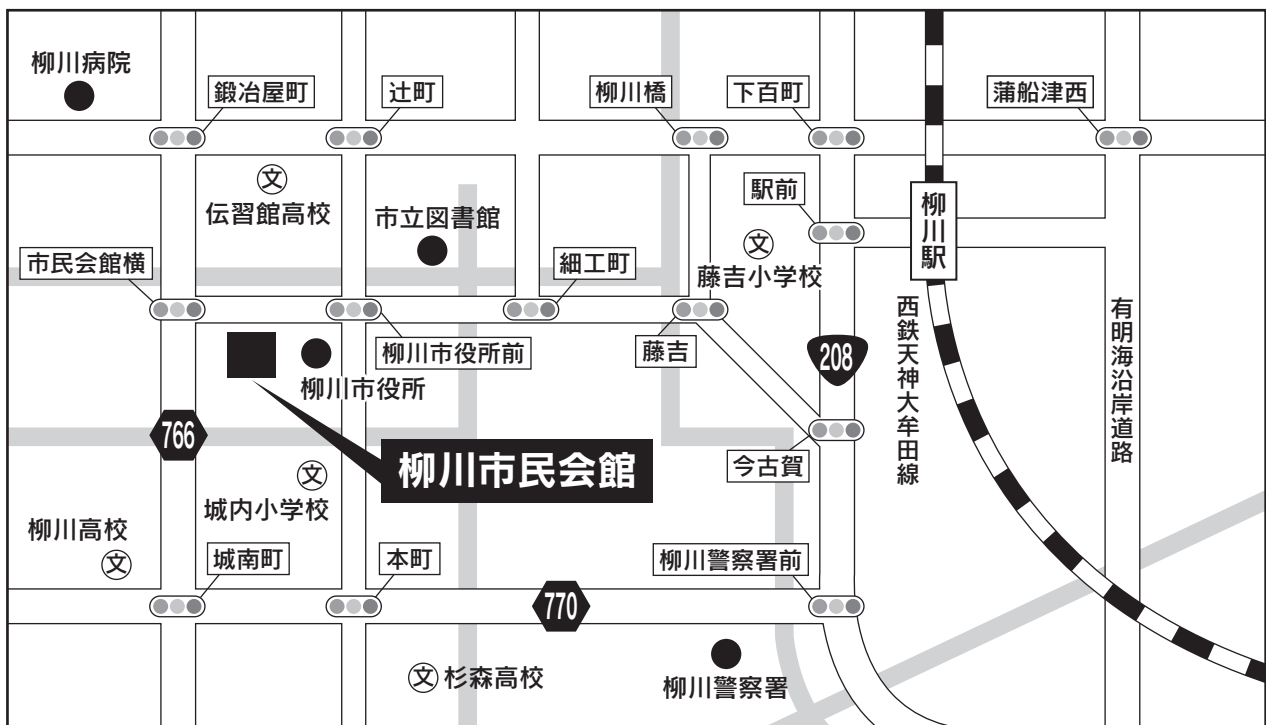 柳川病院
鍛冶屋町
辻町
柳川橋
下百町
蒲船津西
伝習館高校
文
市立図書館
駅前
文
藤吉小学校
柳川駅
市民会館横
細工町
柳川市役所前
藤吉
208
西鉄天神大牟田線
有明海沿岸道路
柳川市役所
766
柳川市民会館
今古賀
文
城内小学校
柳川高校
文
城南町
本町
770
柳川警察署前
文 杉森高校
柳川警察署